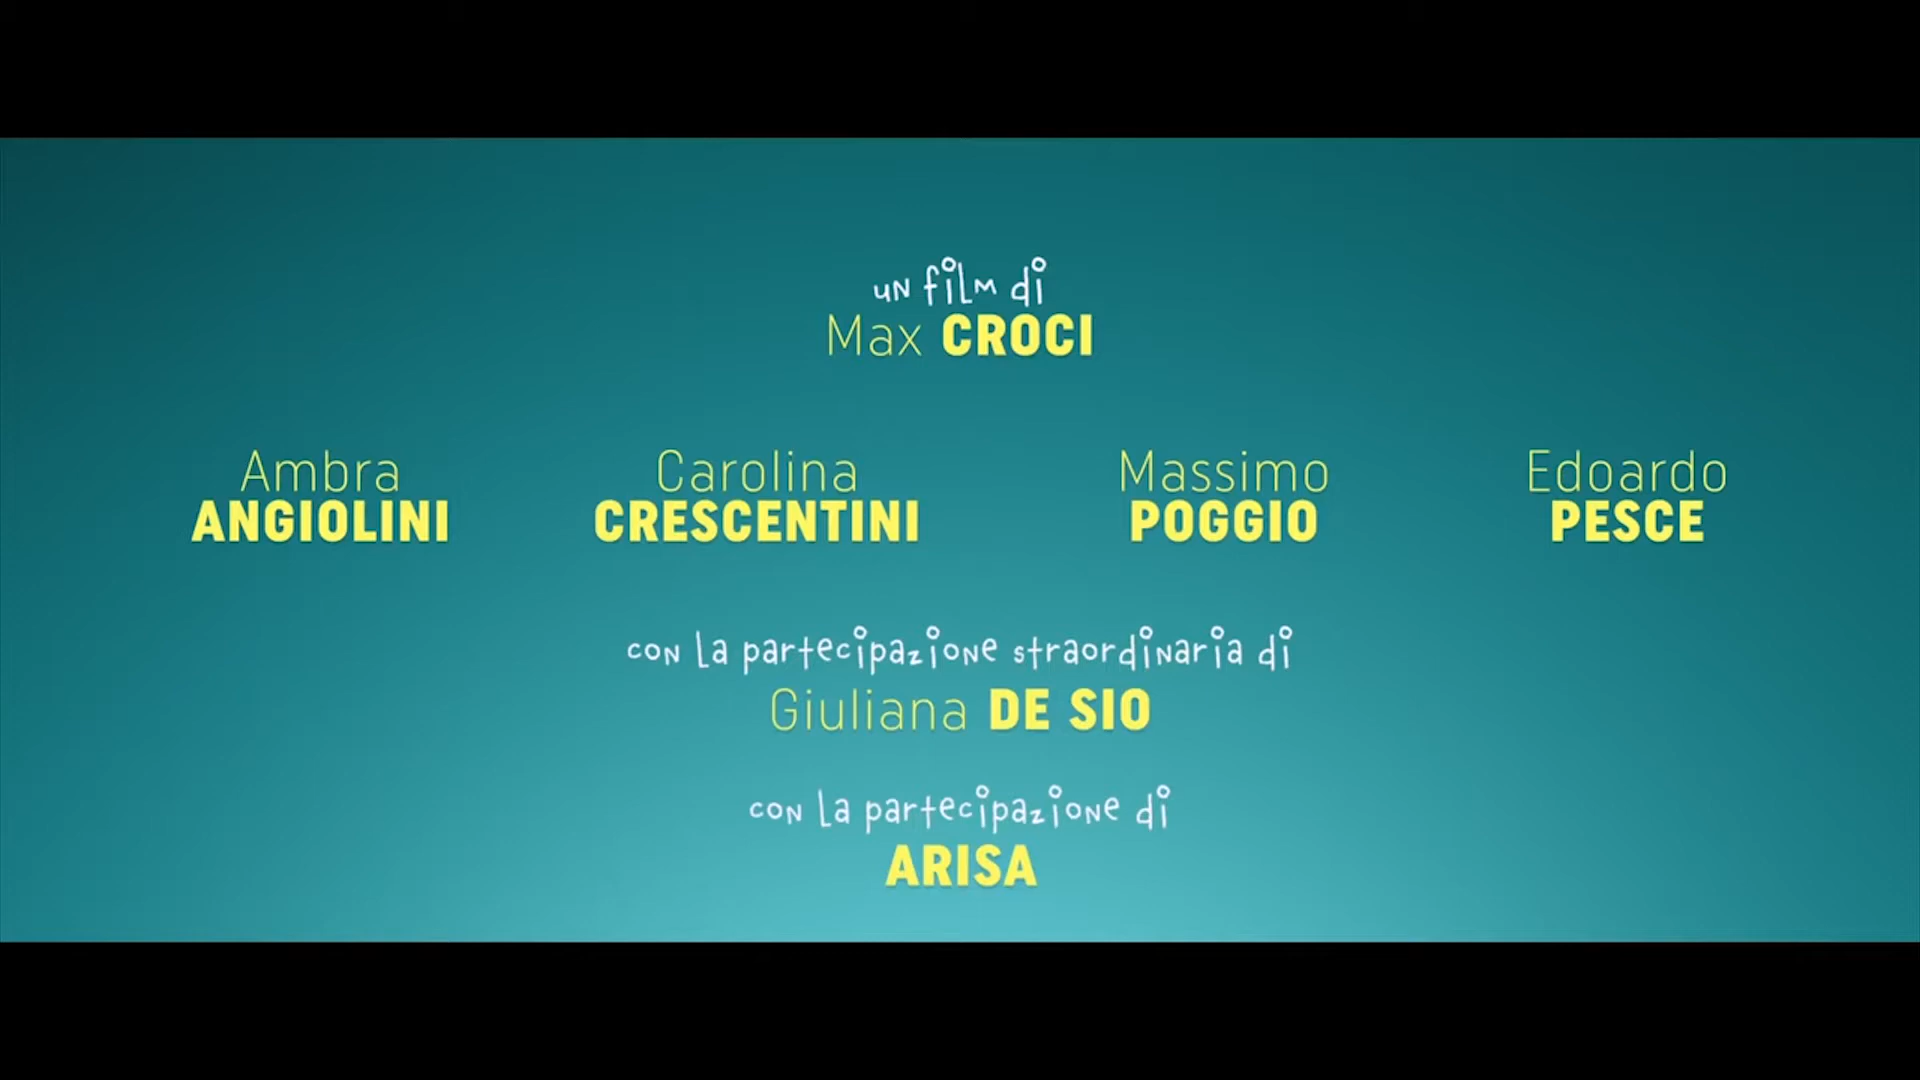 un film di
Max CROCI
Ambra
ANGIOLINI
Carolina
CRESCENTINI
Massimo
POGGIO
Edoardo
PESCE
con la partecipazione straordinaria di
Giuliana DE SIO
con la partecipazione di
ARISA